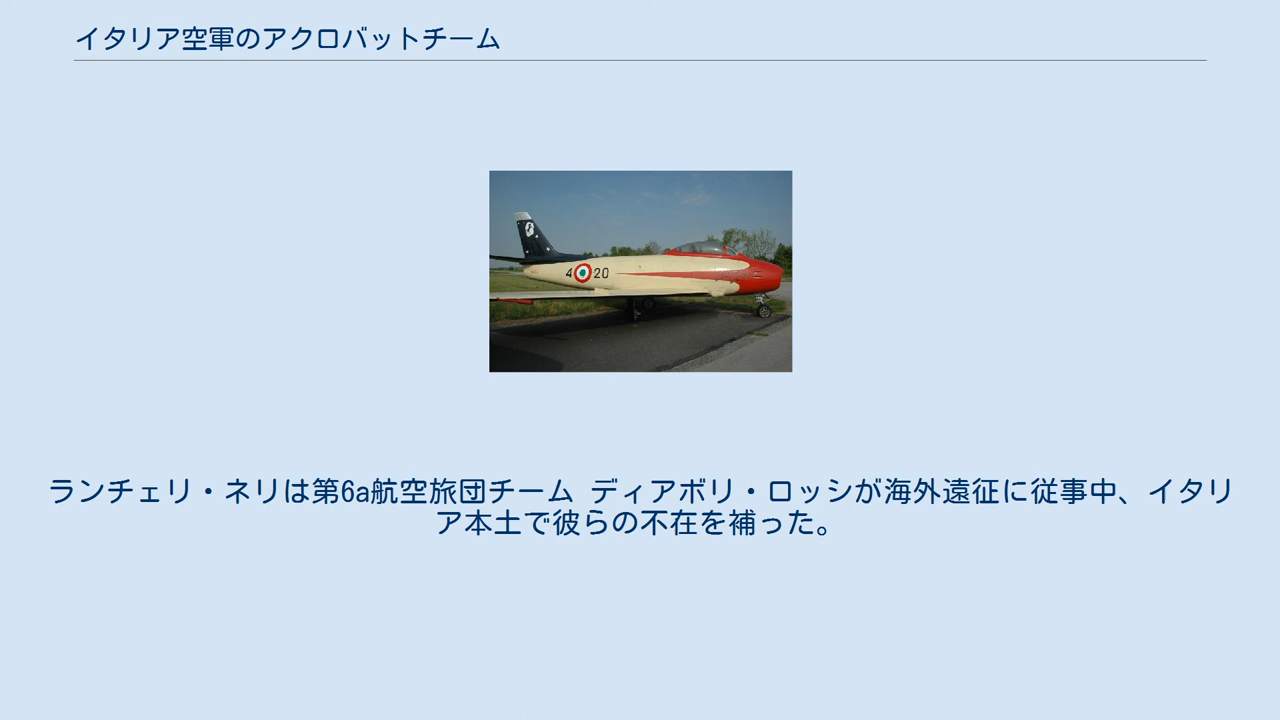 イタリア空軍のアクロバットチーム
4 20
ランチェリ・ネリは第6a航空旅団チーム ディアボリ・ロッシが海外遠征に従事中、イタリ
ア本土で彼らの不在を補った。